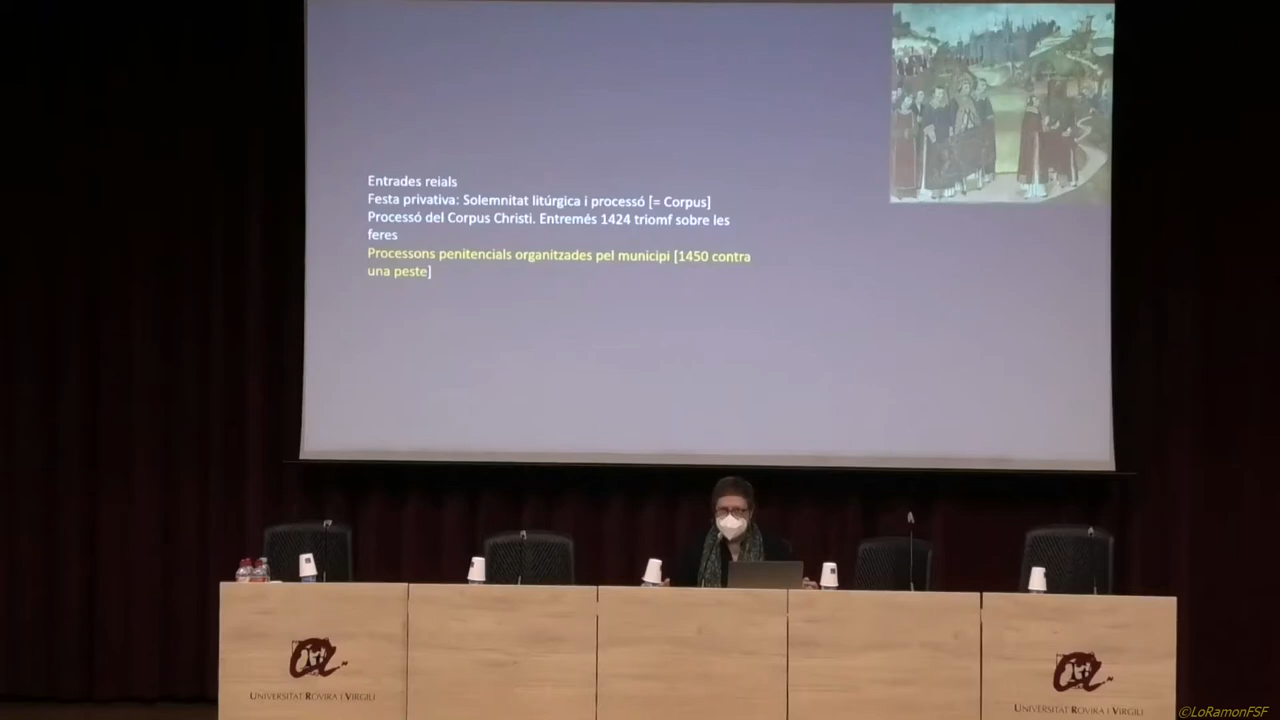 Entrades reials
Festa privativa: Solemnitat litúrgica i processó [= Corpus]
Processó del Corpus Christi. Entremés 1424 triomf sobre les
feres
Processons penitencials organitzades pel municipi [1450 contra
una peste]
UNIVERSITAT ROVIRA I VIRGILI
UNIVERSITAT ROVIRA I VIRGILI
©LoRamonFSF